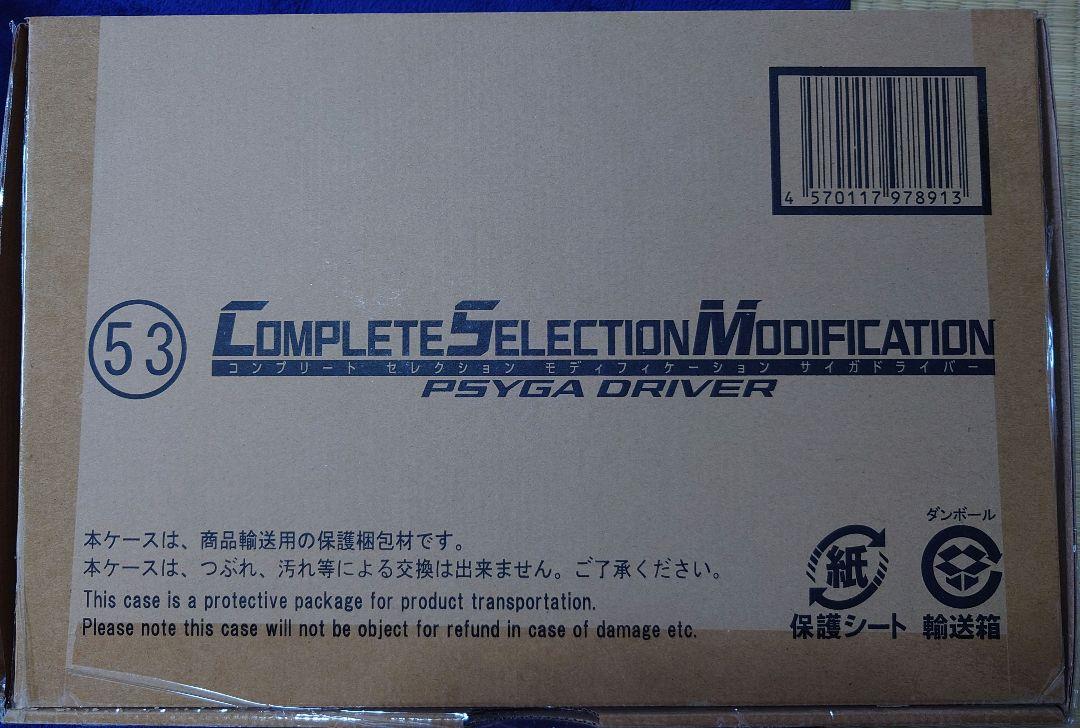 4 570117 978913
53
COMPLETE SELECTION MODIFICATION
コンプリート セレクション モディフィケーション サイガドライバー
PSYGA DRIVER
本ケースは、商品輸送用の保護梱包材です。
本ケースは、つぶれ、汚れ等による交換は出来ません。ご了承ください。
This case is a protective package for product transportation.
Please note this case will not be object for refund in case of damage etc.
紙
保護シート
ダンボール
輸送箱